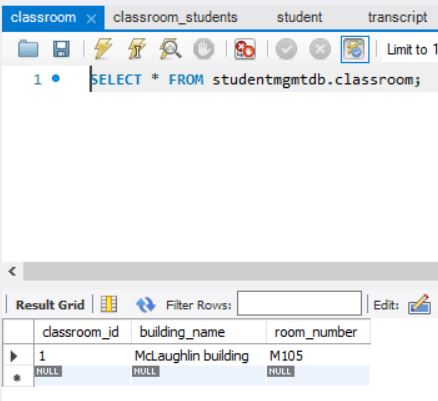 classroom classroom_students student transcript
Limit to 1
1 SELECT * FROM studentmgmtdb.classroom;
Result Grid Filter Rows: Edit:
classroom_id building_name room_number
1 McLaughlin building M105
NULL NULL NULL